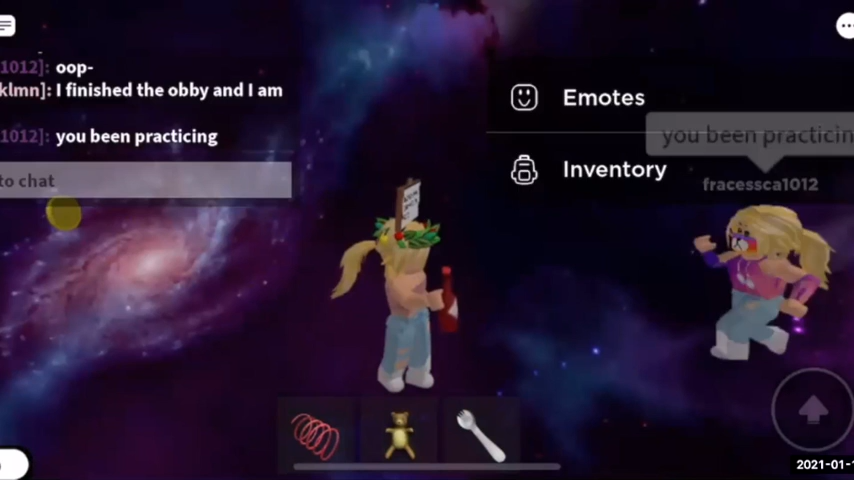 1012]: oop-
klmn]: I finished the obby and I am
1012]: you been practicing
to chat
Emotes
Inventory
you been practicin
fracessca1012
2021-01-1